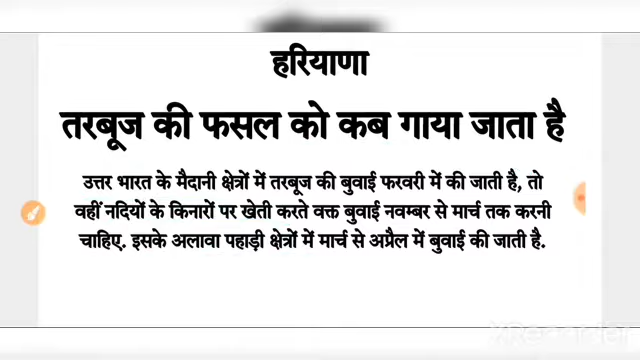 हरियाणा
तरबूज की फसल को कब गाया जाता है
उत्तर भारत के मैदानी क्षेत्रों में तरबूज की बुवाई फरवरी में की जाती है, तो
वहीं नदियों के किनारों पर खेती करते वक्त बुवाई नवम्बर से मार्च तक करनी
चाहिए. इसके अलावा पहाड़ी क्षेत्रों में मार्च से अप्रैल में बुवाई की जाती है.
XRecorder